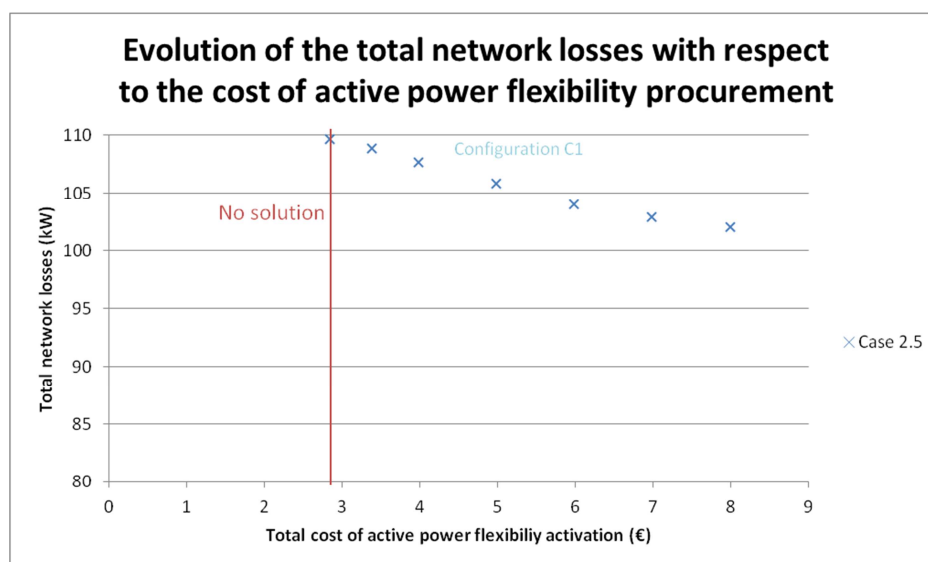 Evolution of the total network losses with respect
to the cost of active power flexibility procurement
110
105
100
95
90
85
80
Total network losses (kW)
Configuration C1
No solution
Case 2.5
0 1 2 3 4 5 6 7 8 9
Total cost of active power flexibiliy activation (€)